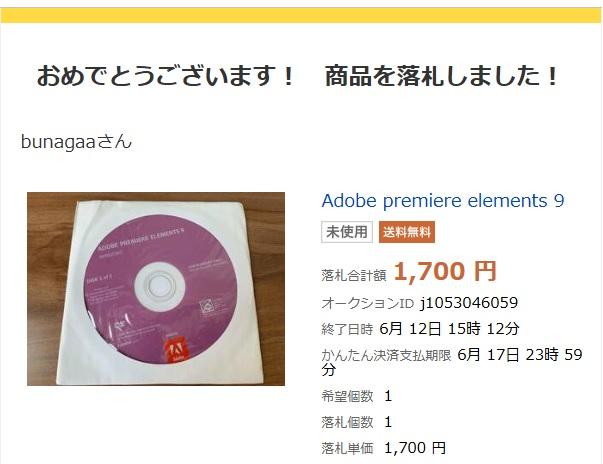 おめでとうございます！　商品を落札しました！
bunagaaさん
Adobe premiere elements 9
未使用 送料無料
落札合計額 1,700 円
オークションID j1053046059
終了日時 6月 12日 15時 12分
かんたん決済支払期限 6月 17日 23時 59
分
希望個数 1
落札個数 1
落札単価 1,700 円
ADOBE PREMIERE ELEMENTS 9
DISK 1 of 2
Adobe